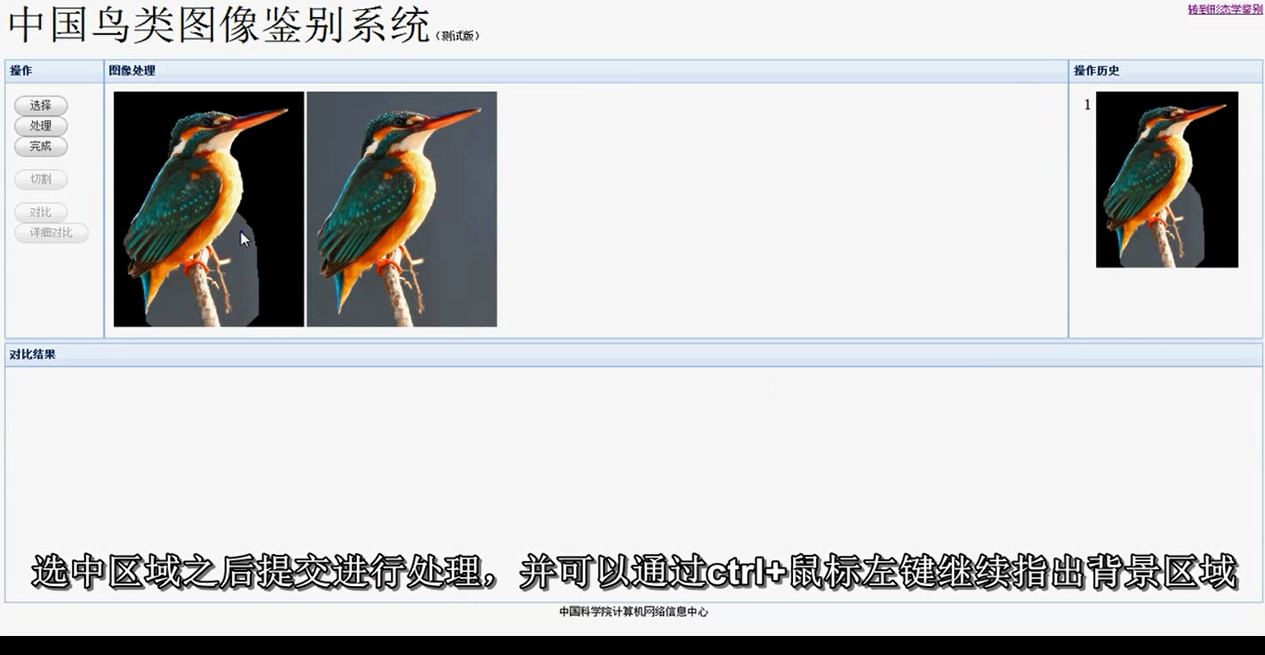 中国鸟类图像鉴别系统（测试版）
转到形态学鉴别
操作
图像处理
操作历史
选择
处理
完成
切割
对比
详细对比
1
对比结果
选中区域之后提交进行处理，并可以通过ctrl+鼠标左键继续指出背景区域
中国科学院计算机网络信息中心